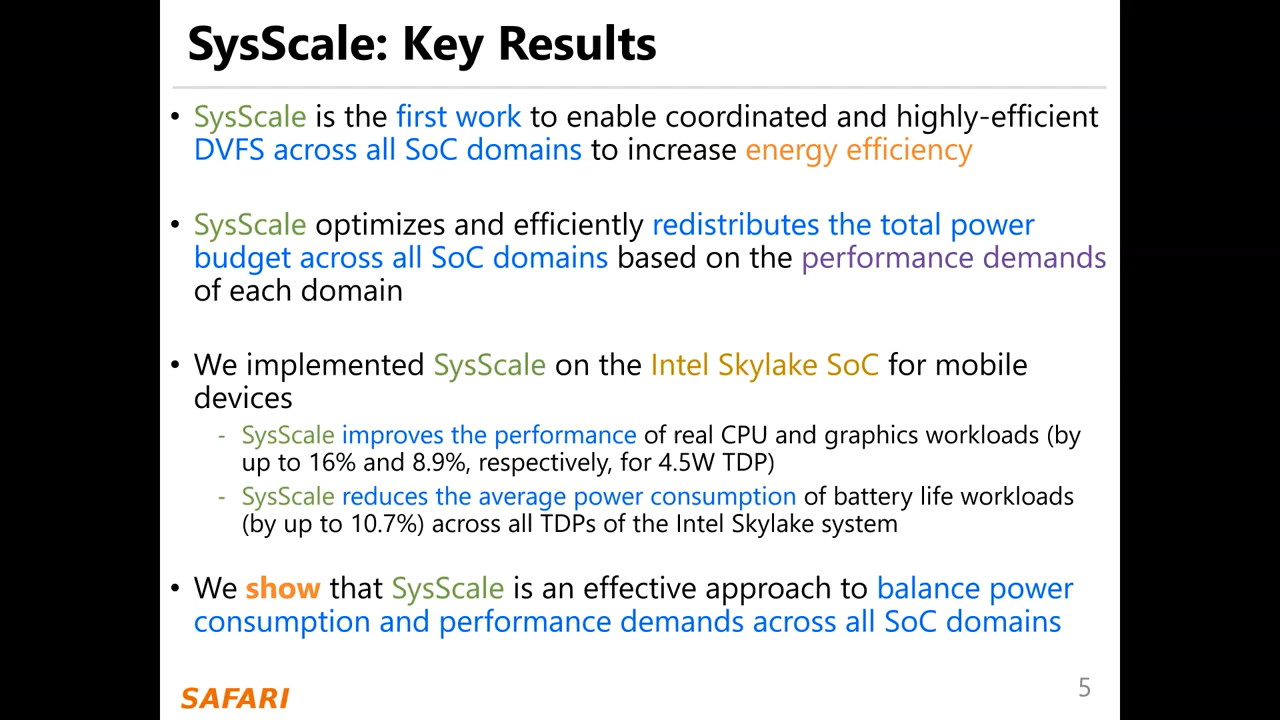 SysScale: Key Results
• SysScale is the first work to enable coordinated and highly-efficient
DVFS across all SoC domains to increase energy efficiency
• SysScale optimizes and efficiently redistributes the total power
budget across all SoC domains based on the performance demands
of each domain
• We implemented SysScale on the Intel Skylake SoC for mobile
devices
- SysScale improves the performance of real CPU and graphics workloads (by
up to 16% and 8.9%, respectively, for 4.5W TDP)
- SysScale reduces the average power consumption of battery life workloads
(by up to 10.7%) across all TDPs of the Intel Skylake system
• We show that SysScale is an effective approach to balance power
consumption and performance demands across all SoC domains
SAFARI
5